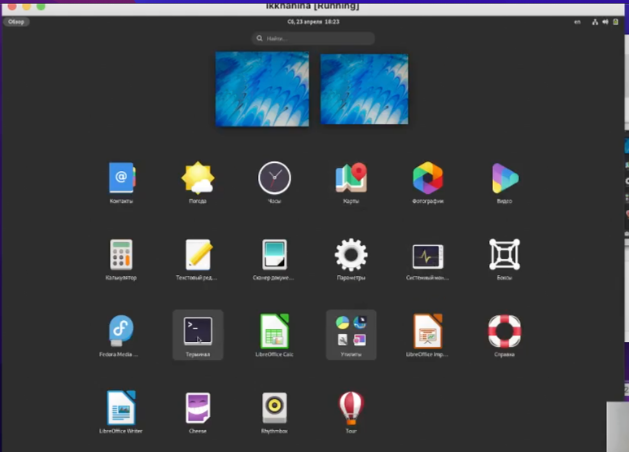 ikkhanina [Running]
Обзор
Сб, 23 апреля 18:23
en
Найти...
Контакты
Погода
Часы
Карты
Фотографии
Видео
Калькулятор
Текстовый ред...
Сканер докуме...
Параметры
Системный мон...
Боксы
Fedora Media ...
Терминал
LibreOffice Calc
Утилиты
LibreOffice Imp...
Справка
LibreOffice Writer
Cheese
Rhythmbox
Tour